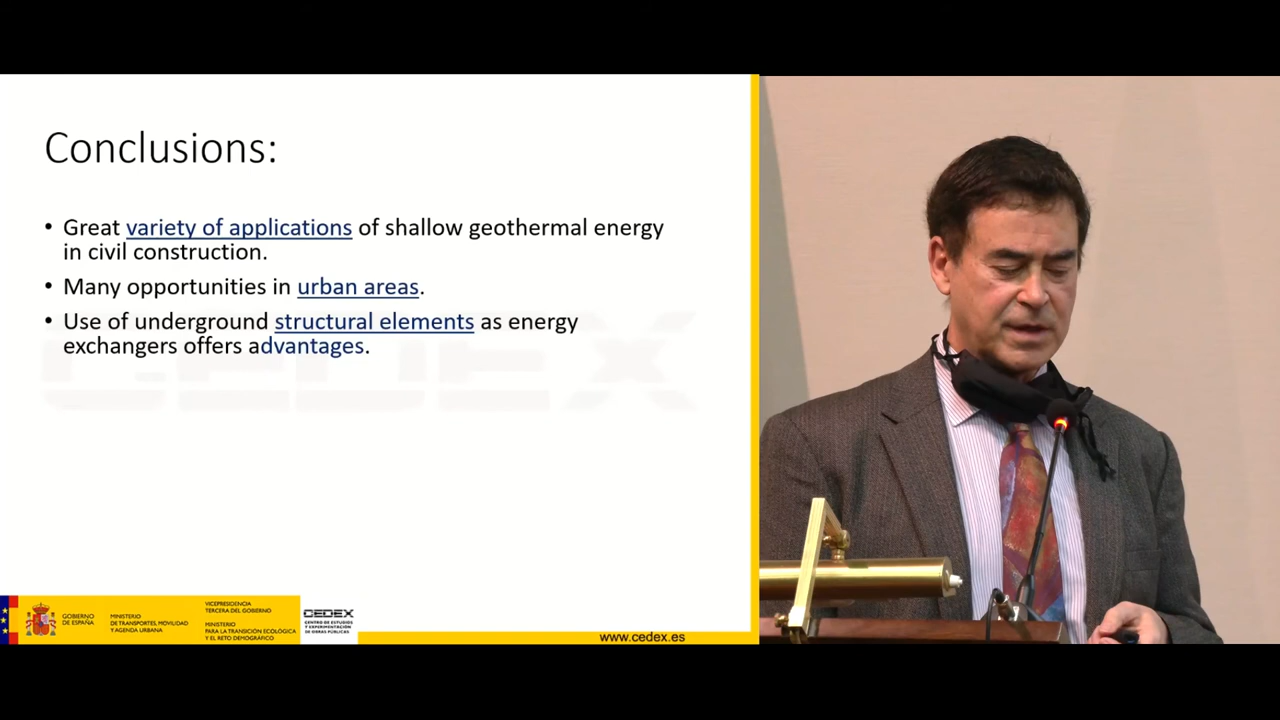 Conclusions:
• Great variety of applications of shallow geothermal energy
in civil construction.
• Many opportunities in urban areas.
• Use of underground structural elements as energy
exchangers offers advantages.
CEDEX
GOBIERNO
DE ESPAÑA
MINISTERIO
DE TRANSPORTES, MOVILIDAD
Y AGENDA URBANA
VICEPRESIDENCIA
TERCERA DEL GOBIERNO
MINISTERIO
PARA LA TRANSICIÓN ECOLÓGICA
Y EL RETO DEMOGRÁFICO
CEDEX
CENTRO DE ESTUDIOS
Y EXPERIMENTACIÓN
DE OBRAS PÚBLICAS
www.cedex.es